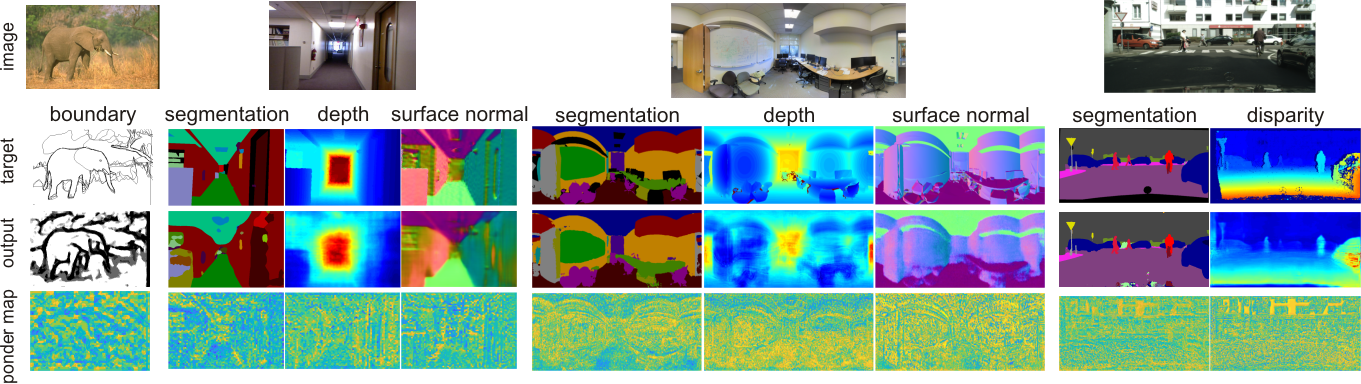 image
boundary segmentation depth surface normal segmentation depth surface normal segmentation disparity
target
output
ponder map